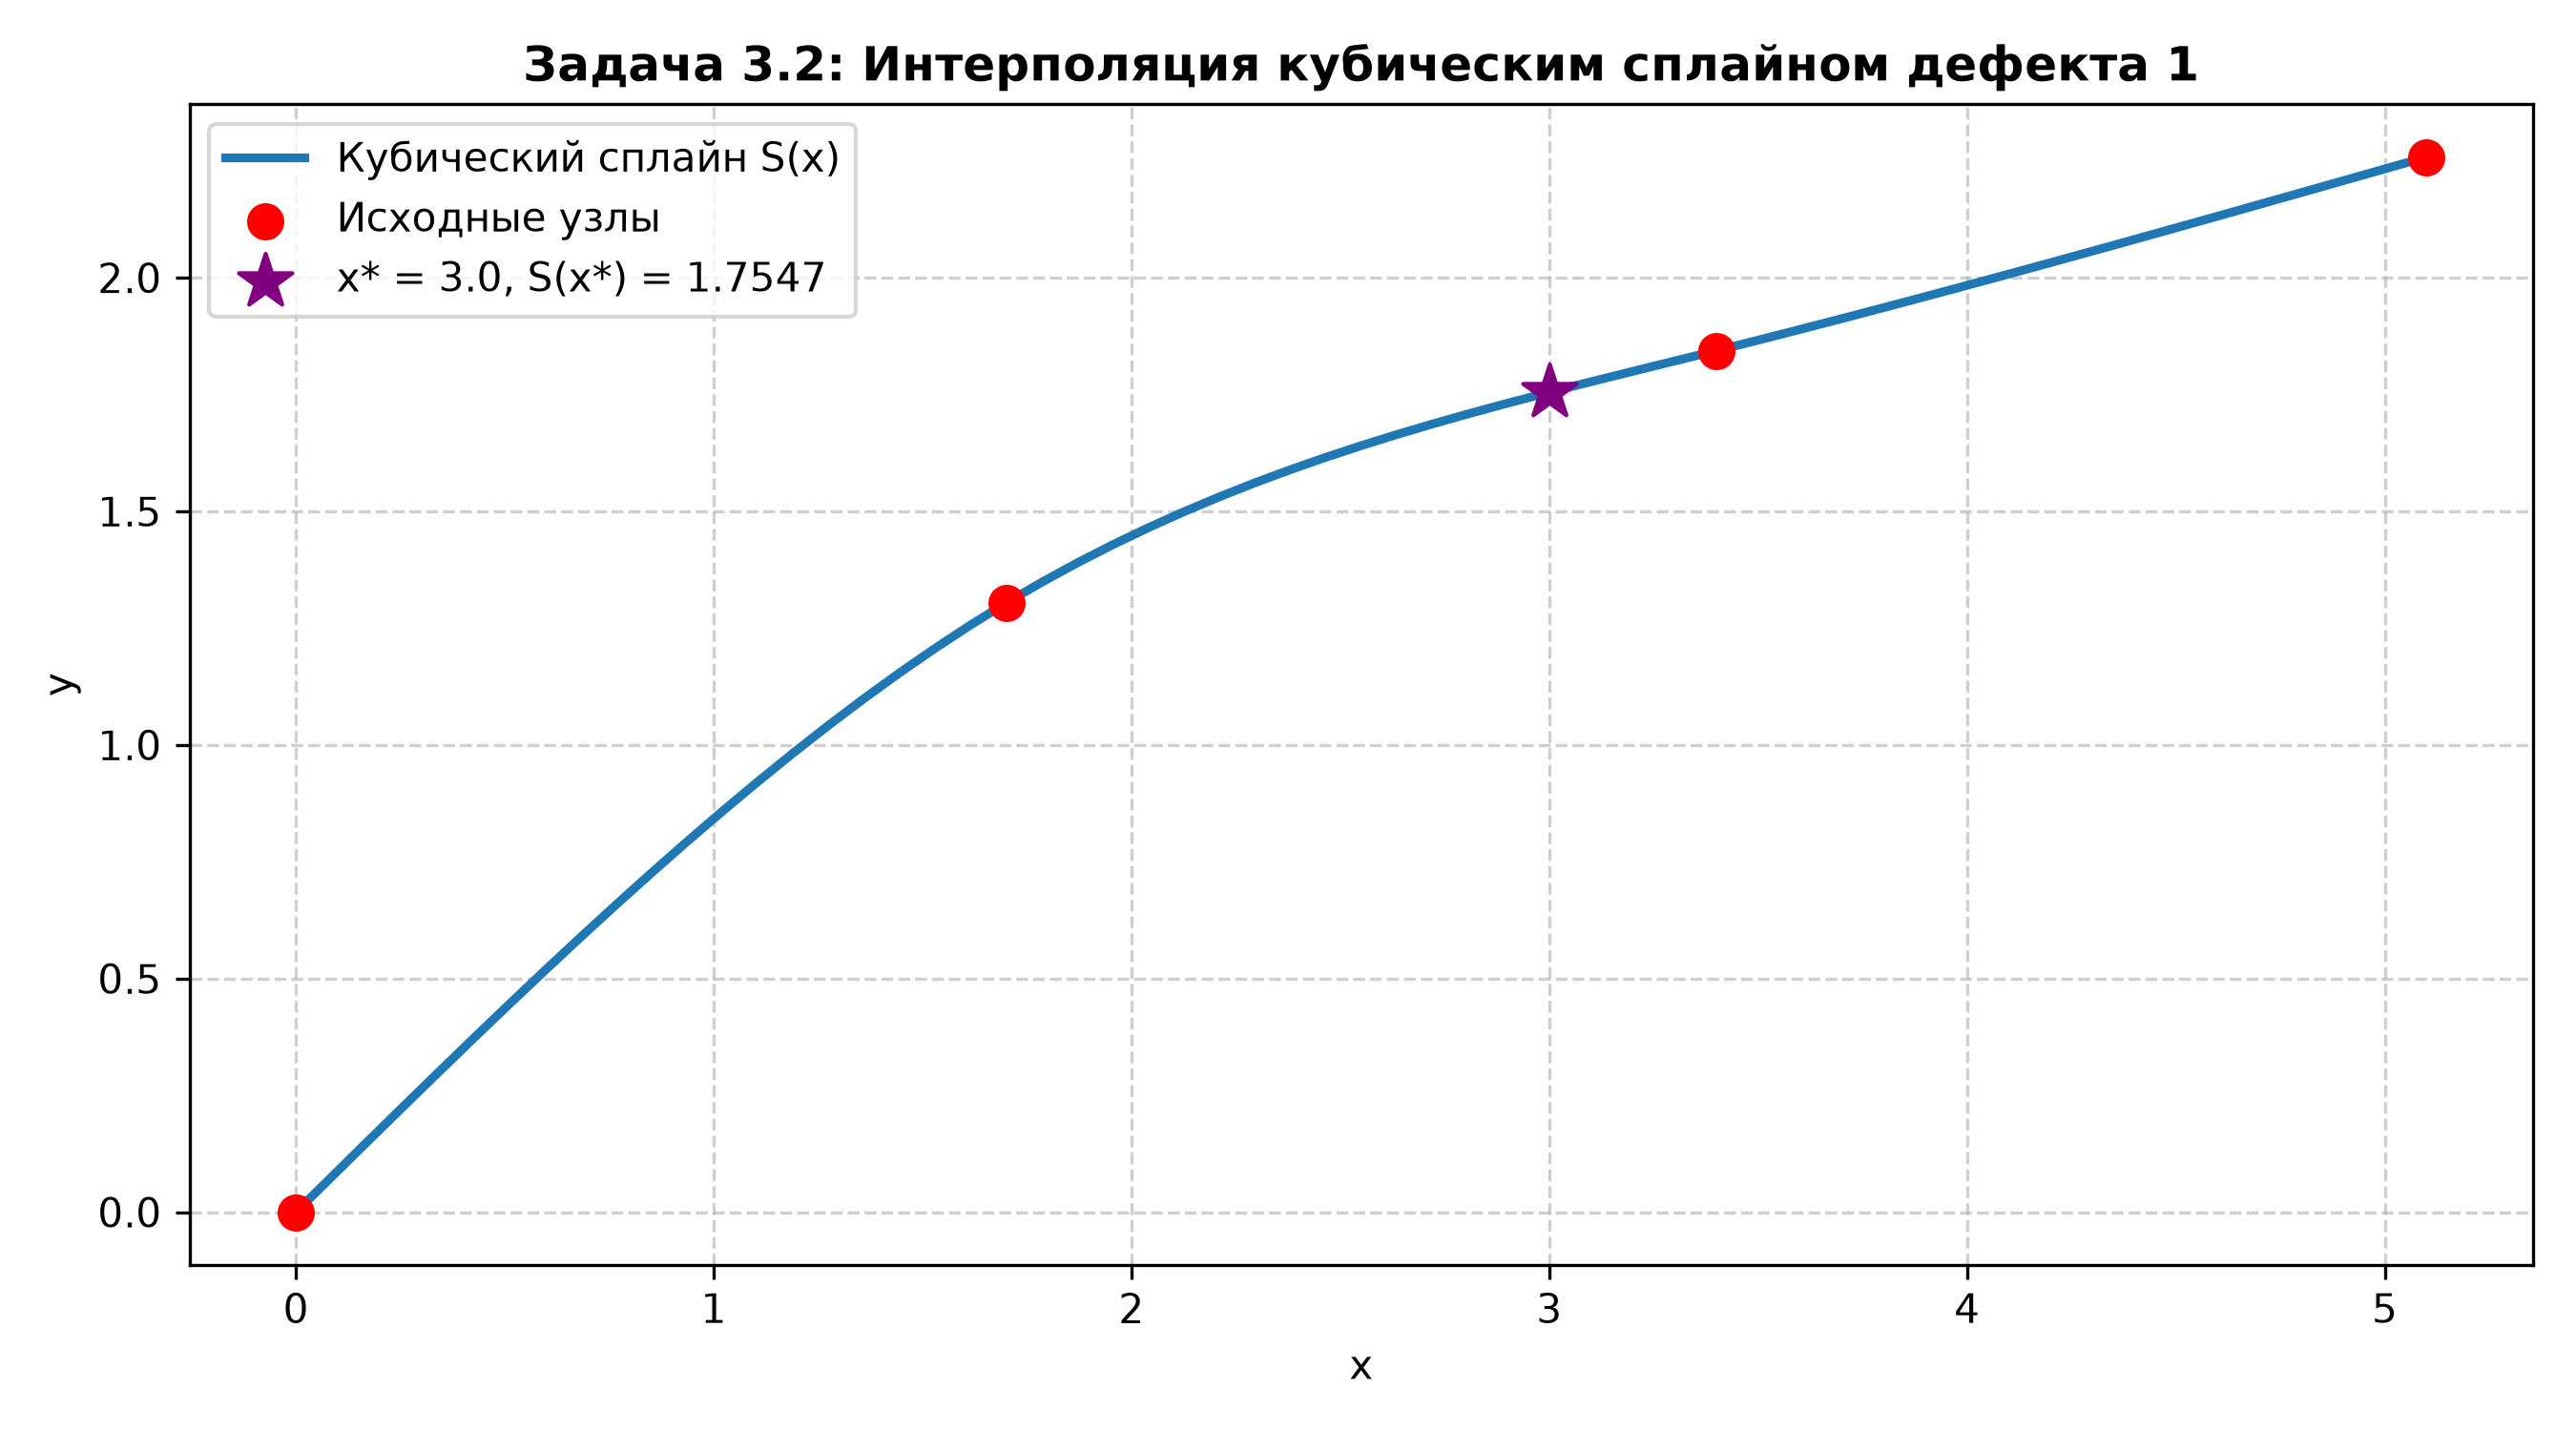 Задача 3.2: Интерполяция кубическим сплайном дефекта 1
Кубический сплайн S(x)
Исходные узлы
x* = 3.0, S(x*) = 1.7547
2.0
1.5
1.0
0.5
0.0
y
0 1 2 3 4 5
x